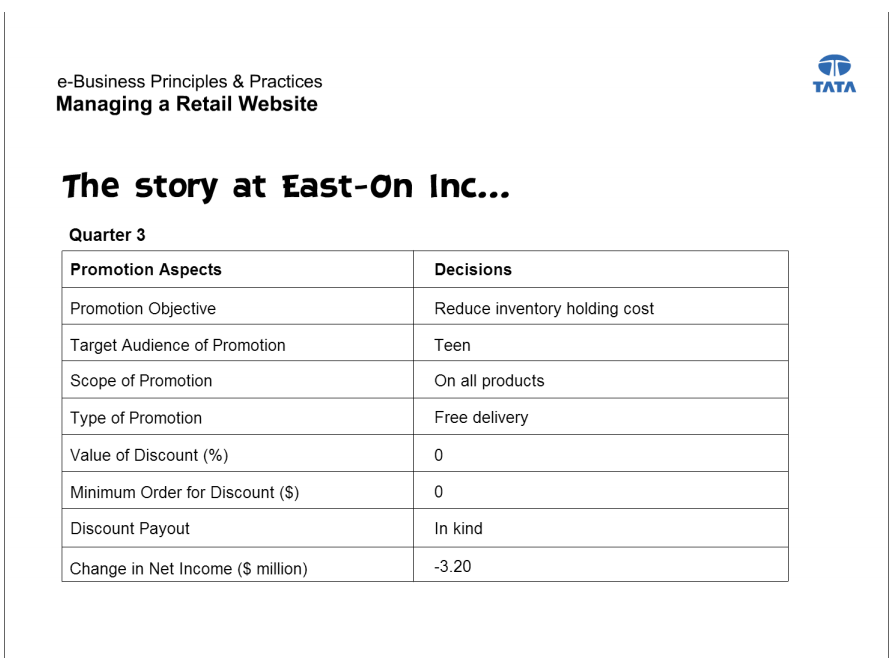 e-Business Principles & Practices
Managing a Retail Website
TATA
The story at East-On Inc...
Quarter 3
Promotion Aspects Decisions
Promotion Objective Reduce inventory holding cost
Target Audience of Promotion Teen
Scope of Promotion On all products
Type of Promotion Free delivery
Value of Discount (%) 0
Minimum Order for Discount ($) 0
Discount Payout In kind
Change in Net Income ($ million) -3.20